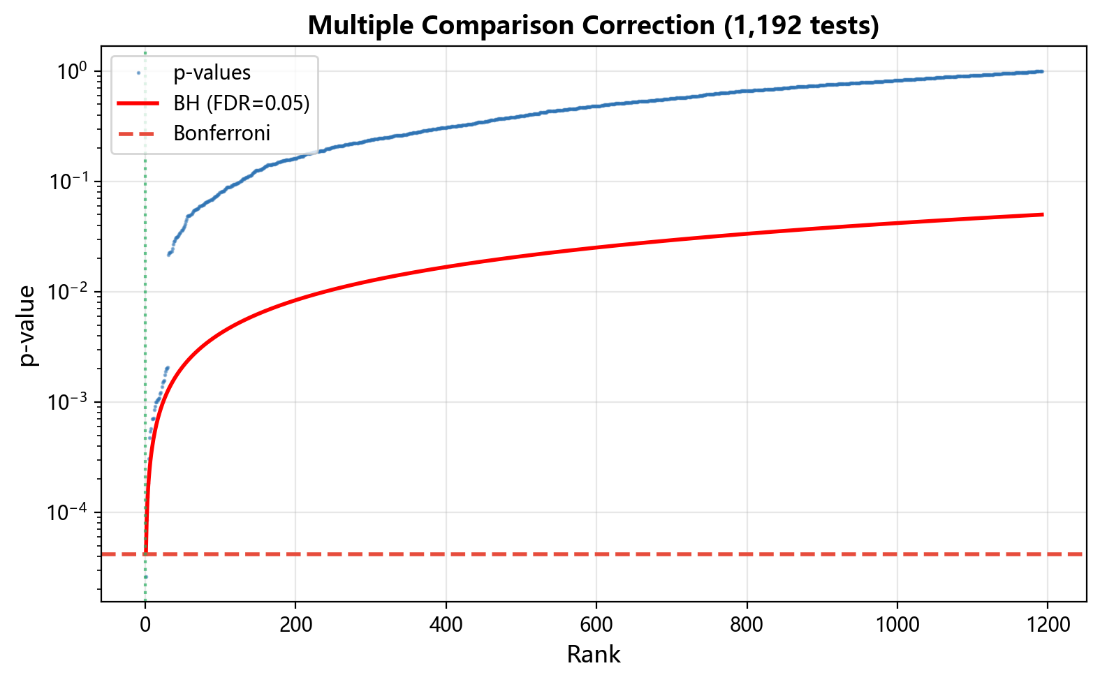 Multiple Comparison Correction (1,192 tests)
p-values
BH (FDR=0.05)
Bonferroni
p-value
10⁰
10⁻¹
10⁻²
10⁻³
10⁻⁴
0 200 400 600 800 1000 1200
Rank